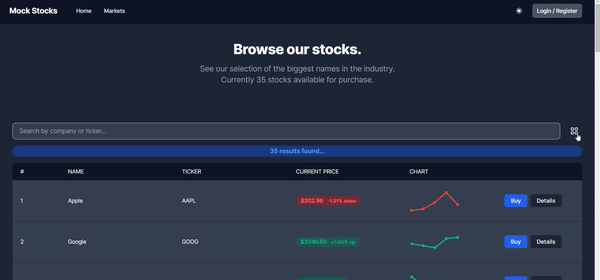 Mock Stocks Home Markets Login / Register
Browse our stocks.
See our selection of the biggest names in the industry.
Currently 35 stocks available for purchase.
Search by company or ticker...
35 results found...
# NAME TICKER CURRENT PRICE CHART
1 Apple AAPL $202.98 -1.01% down Buy Details
2 Google GOOG $3340.60 +1.00% up Buy Details